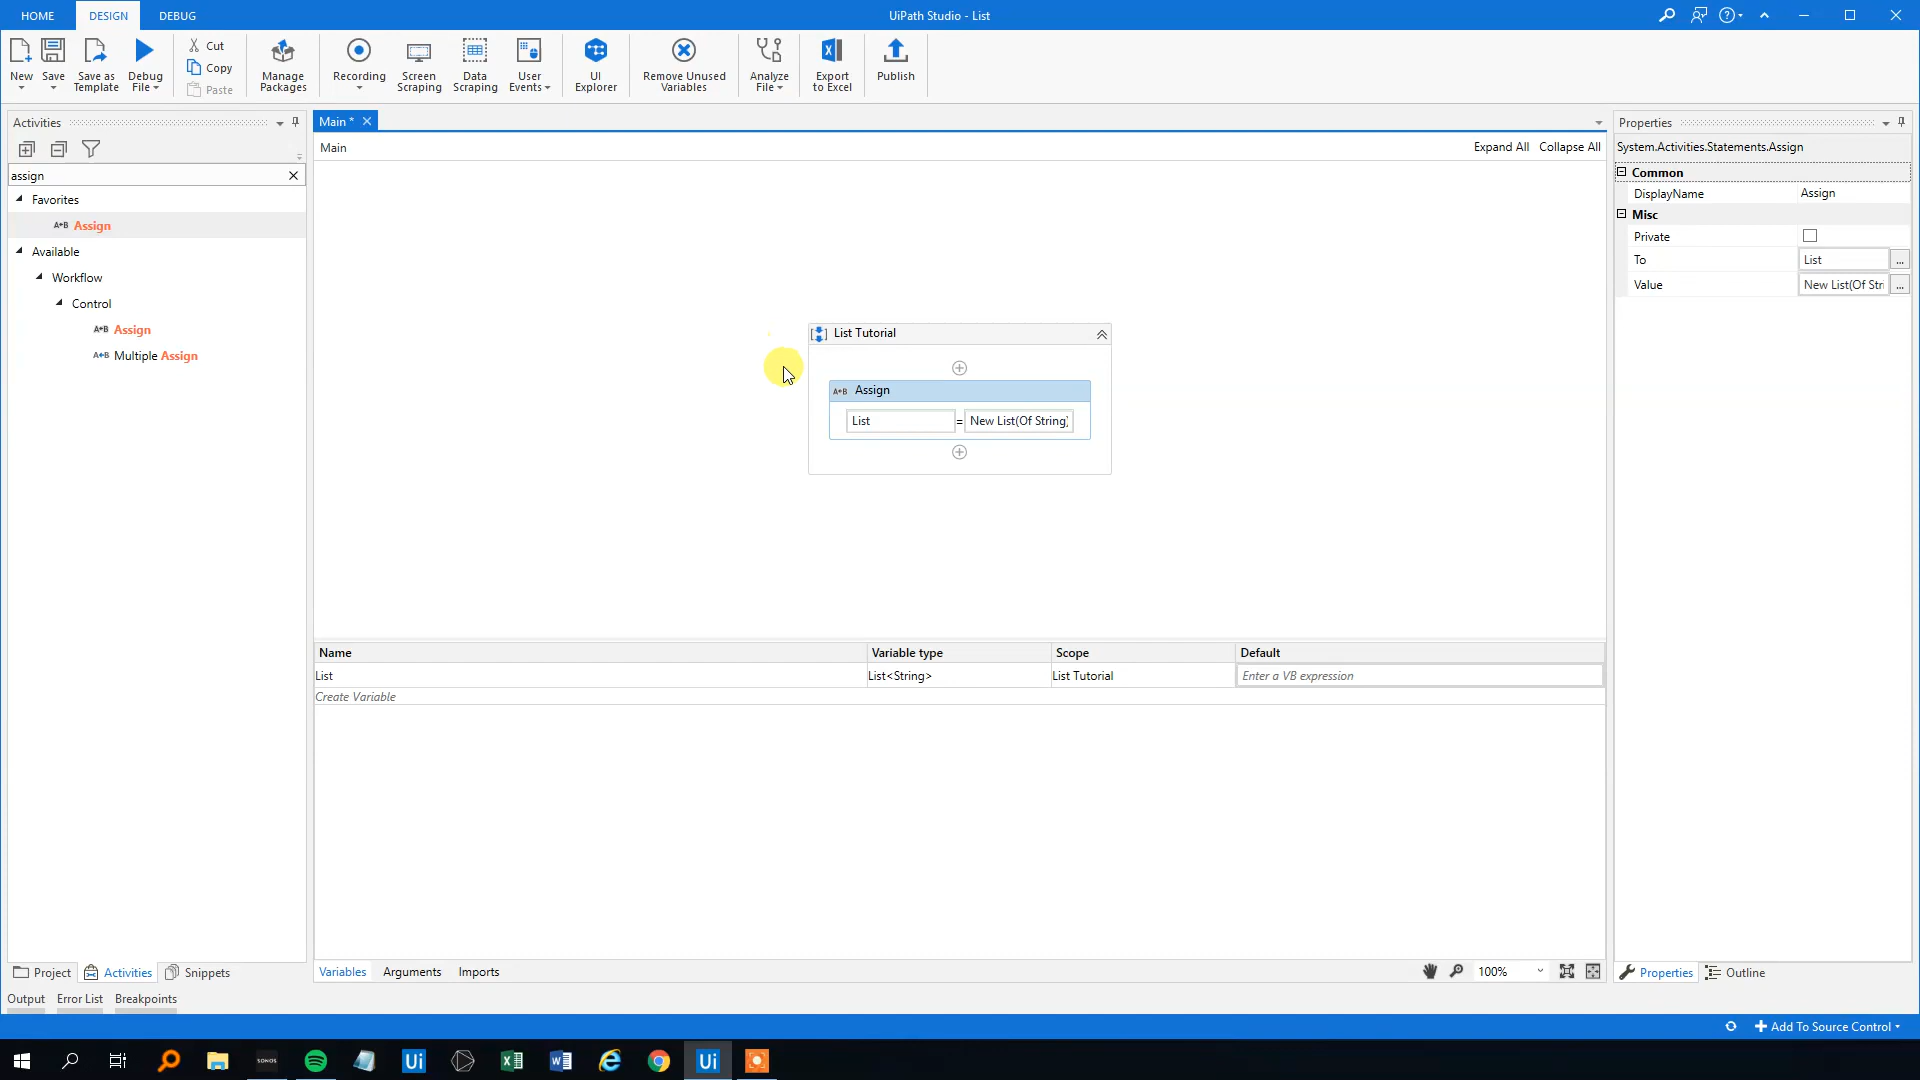 HOME DESIGN DEBUG
UiPath Studio - List
New
Save
Save as Template
Debug File
Cut
Copy
Paste
Manage Packages
Recording
Screen Scraping
Data Scraping
User Events
UI Explorer
Remove Unused Variables
Analyze File
Export to Excel
Publish
Activities
assign
Favorites
A+B Assign
Available
Workflow
Control
A+B Assign
A+B Multiple Assign
Main *
Main
Expand All Collapse All
List Tutorial
A+B Assign
List = New List(Of String)
Name Variable type Scope Default
List List<String> List Tutorial Enter a VB expression
Create Variable
Variables Arguments Imports
100%
Properties
System.Activities.Statements.Assign
Common
DisplayName Assign
Misc
Private
To List ...
Value New List(Of Stri ...
Project Activities Snippets
Properties Outline
Output Error List Breakpoints
Add To Source Control
SONOS
Ui
Ui